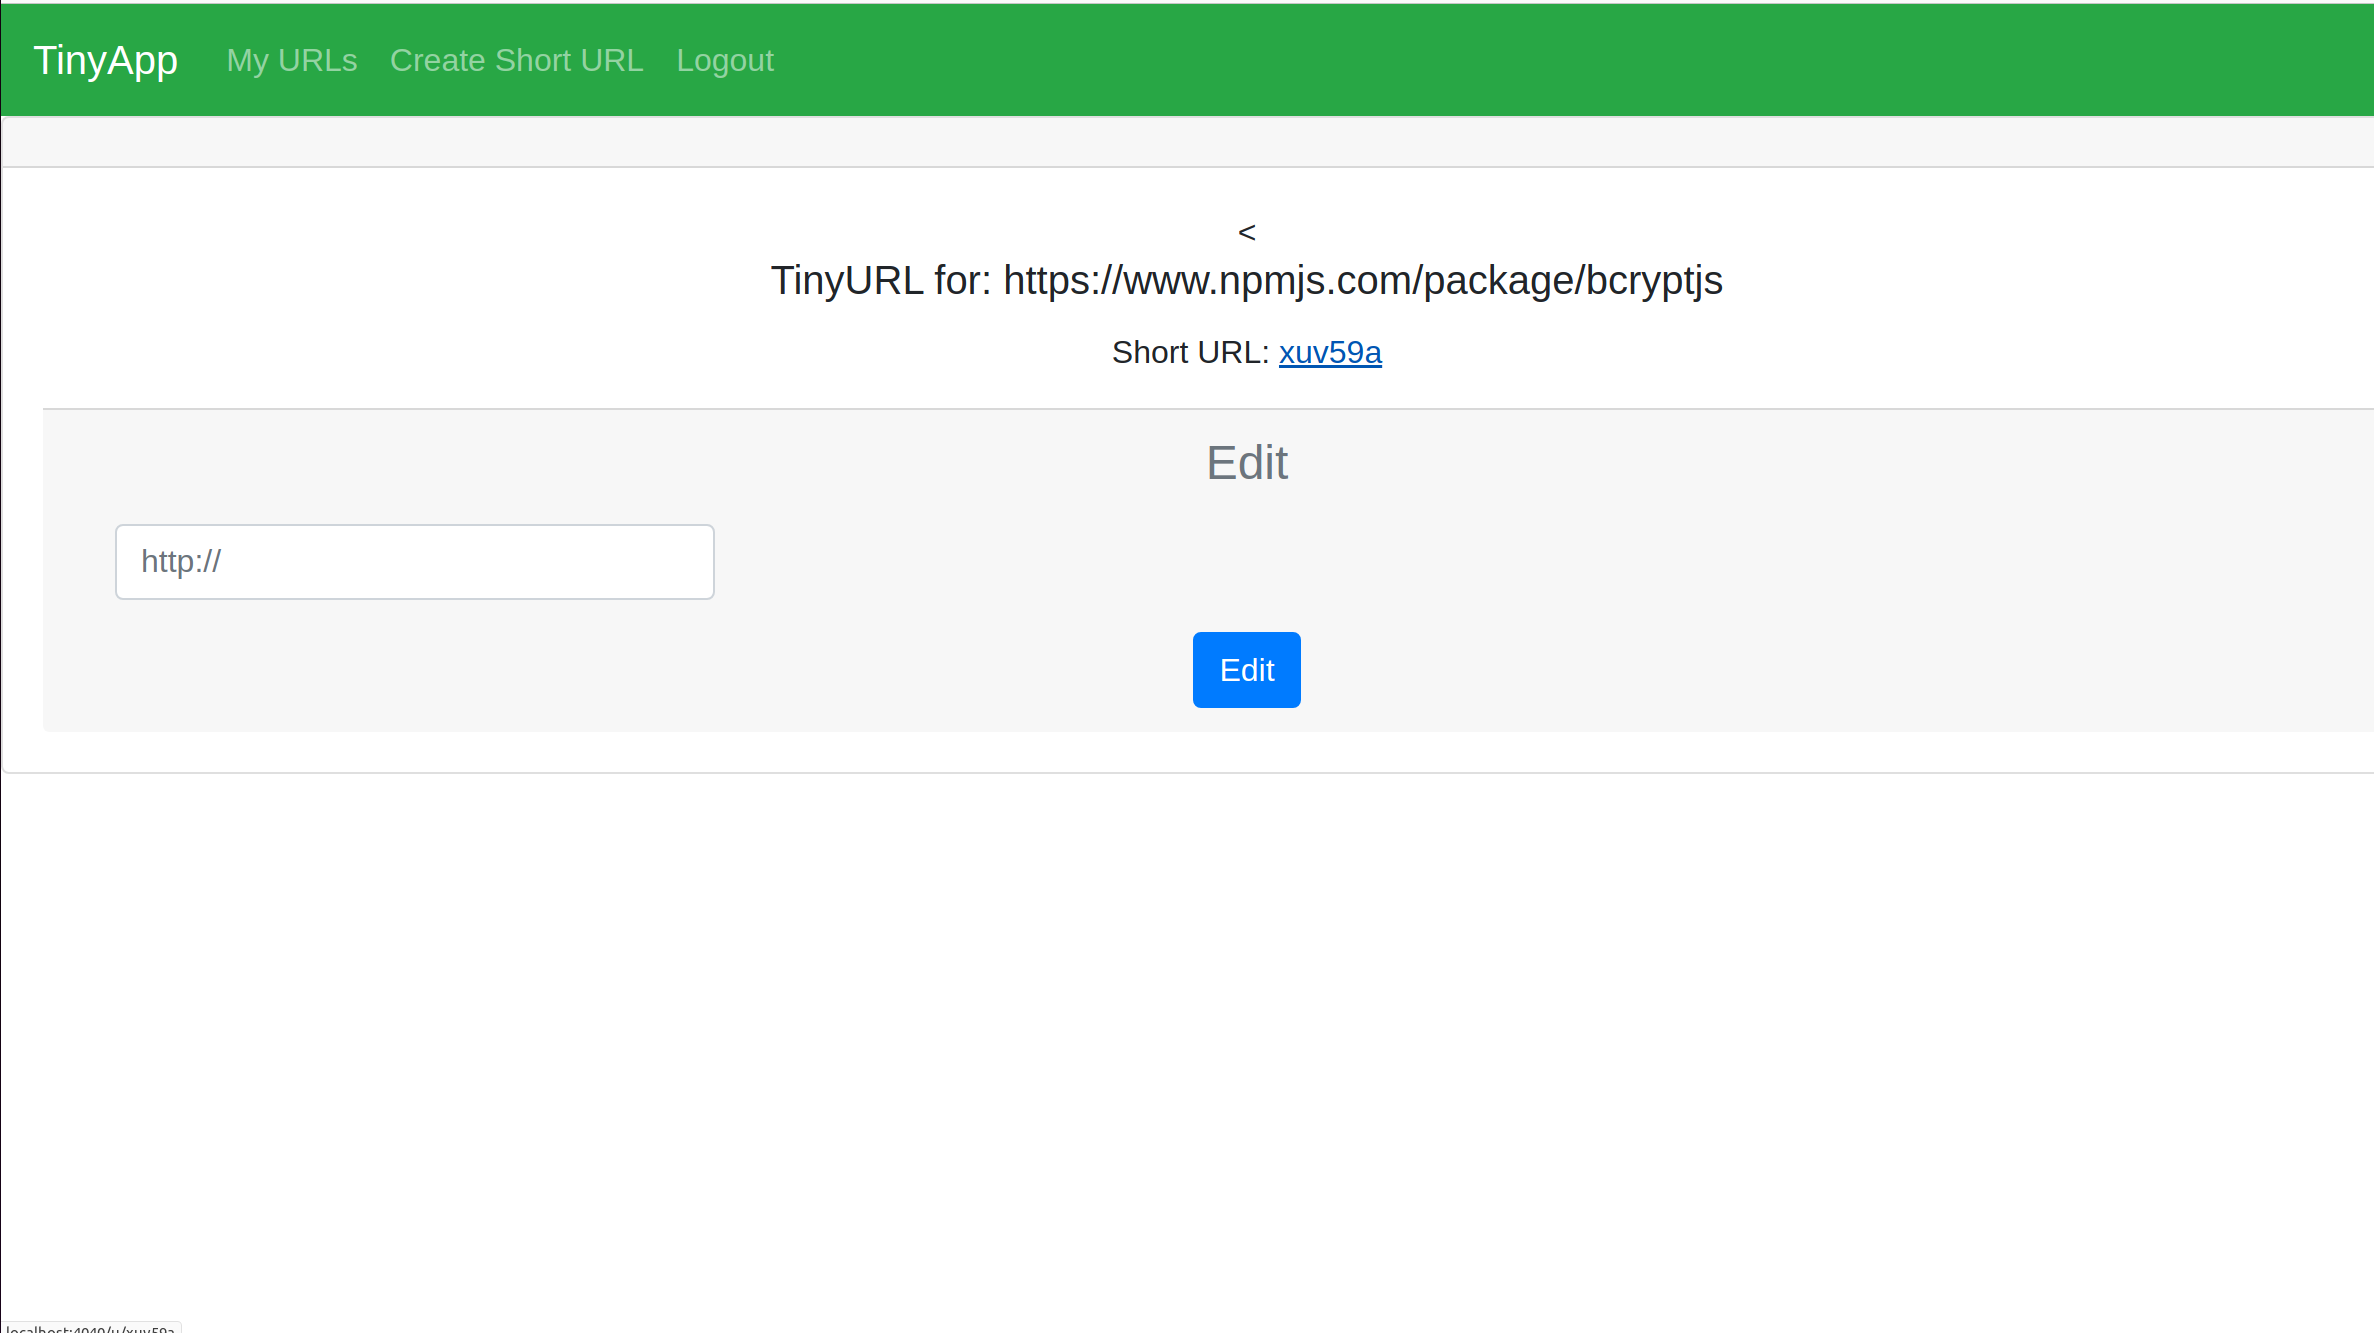 TinyApp My URLs Create Short URL Logout
<
TinyURL for: https://www.npmjs.com/package/bcryptjs
Short URL: xuv59a
Edit
http://
Edit
localhost:4040/u/xuv59a